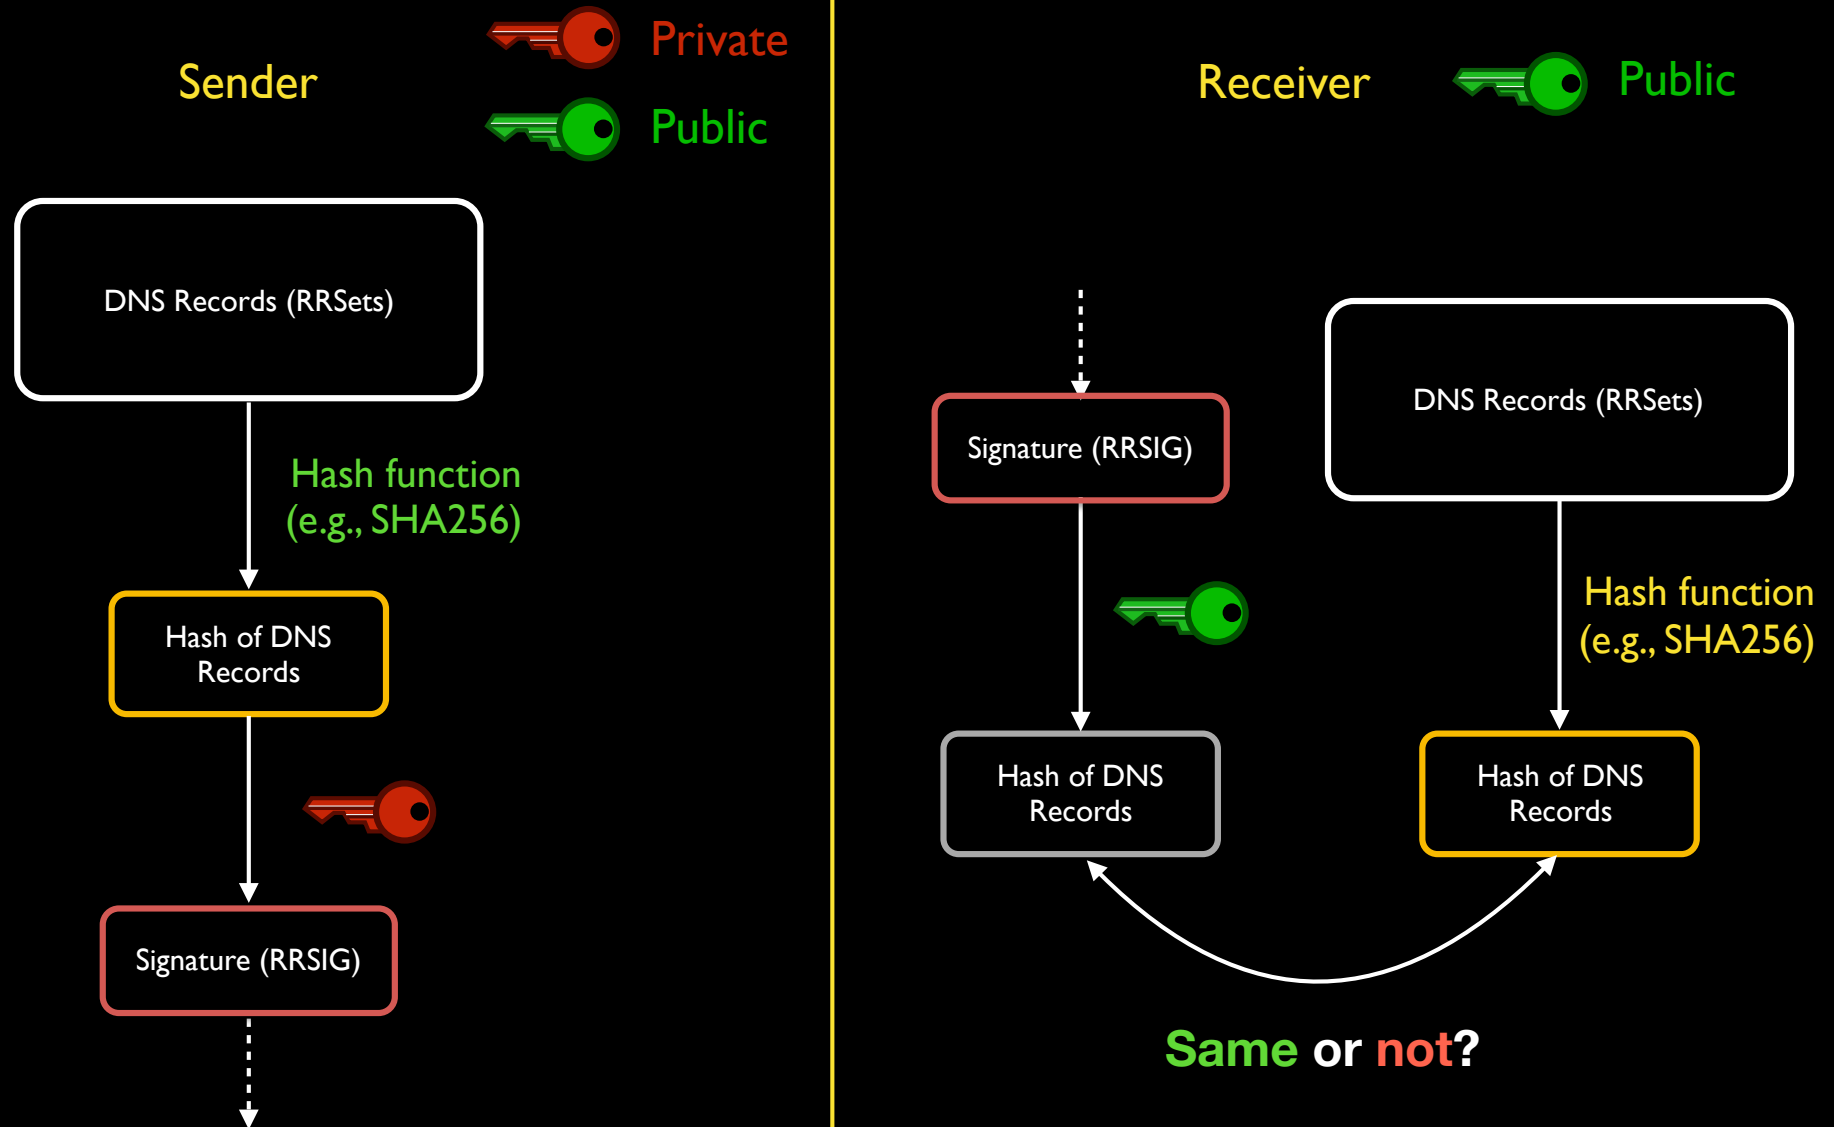 Sender
Private
Public
DNS Records (RRSets)
Hash function
(e.g., SHA256)
Hash of DNS
Records
Signature (RRSIG)
Receiver
Public
Signature (RRSIG)
DNS Records (RRSets)
Hash function
(e.g., SHA256)
Hash of DNS
Records
Hash of DNS
Records
Same or not?